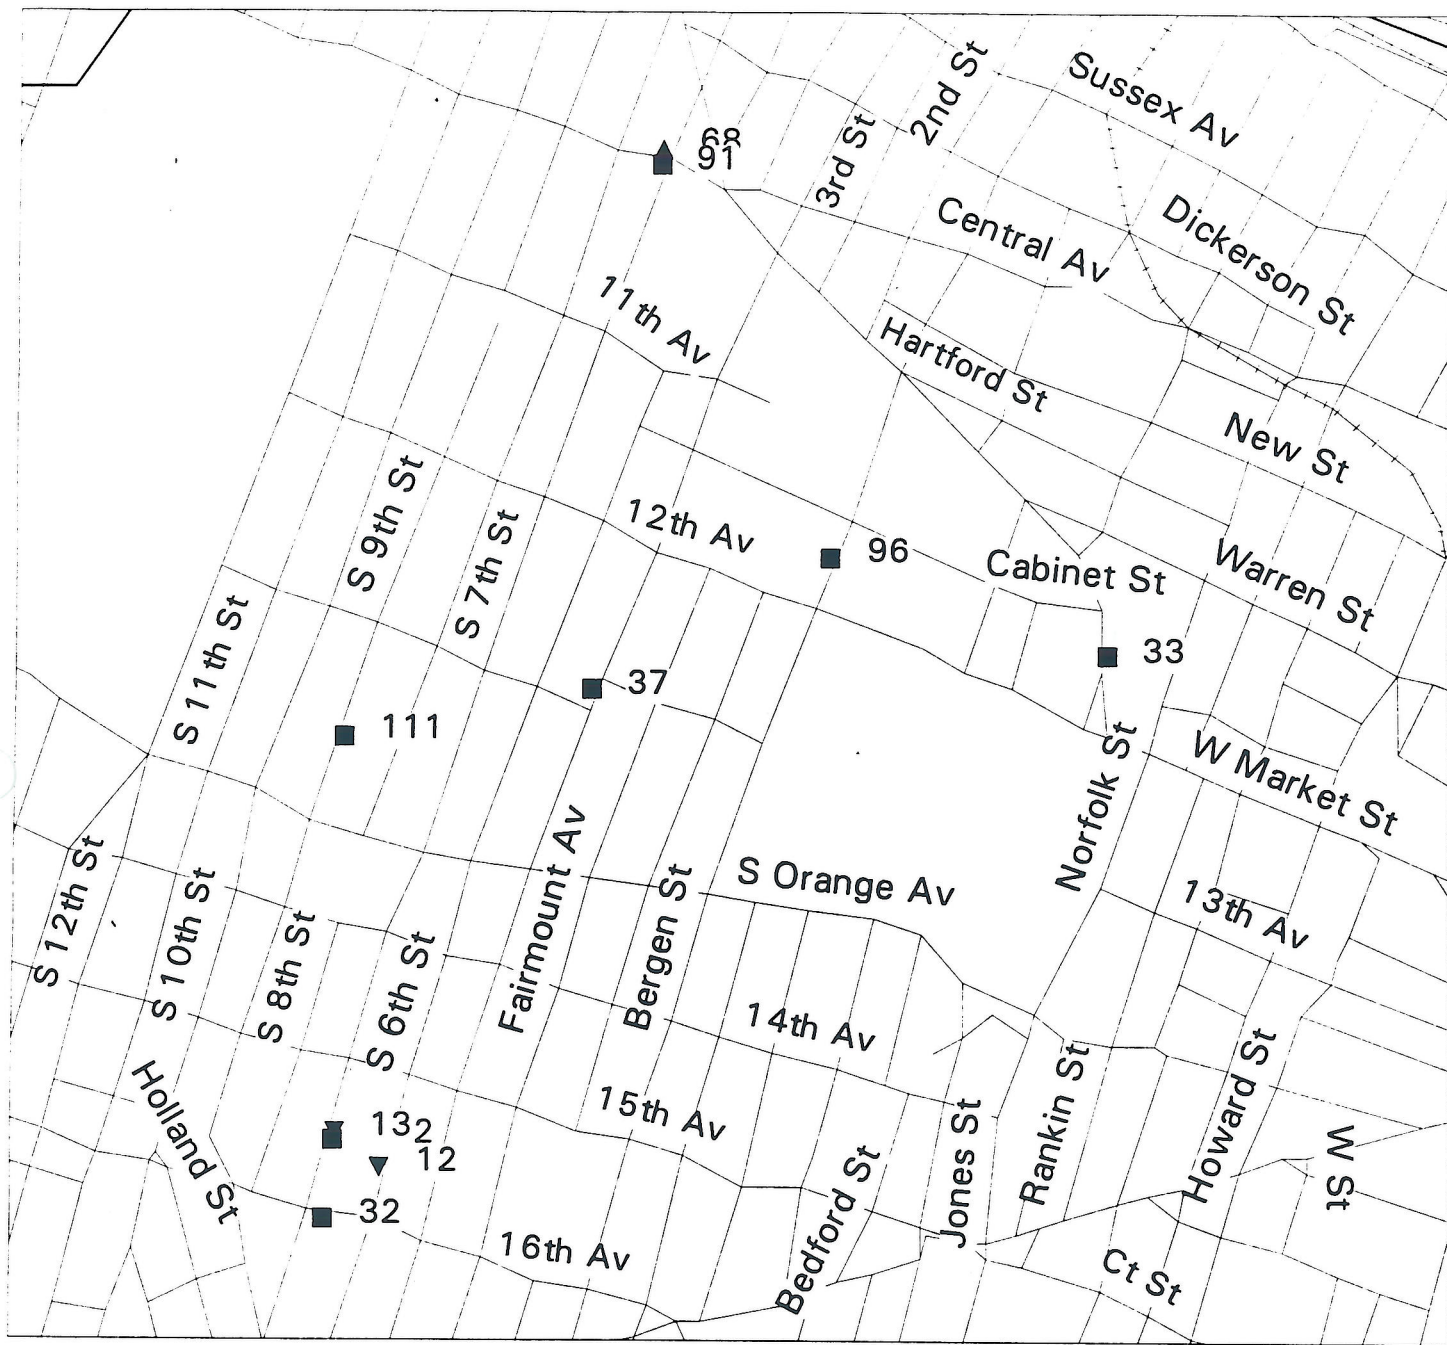 Sussex Av
2nd St
68
91
3rd St
Dickerson St
Central Av
11th Av
Hartford St
New St
S 9th St
12th Av
S 7th St
96
Cabinet St
Warren St
S 11th St
33
37
111
Norfolk St
W Market St
Fairmount Av
S 12th St
S 10th St
S Orange Av
Bergen St
13th Av
S 8th St
S 6th St
14th Av
Holland St
15th Av
Rankin St
Howard St
Jones St
W St
132
12
Bedford St
32
16th Av
Ct St